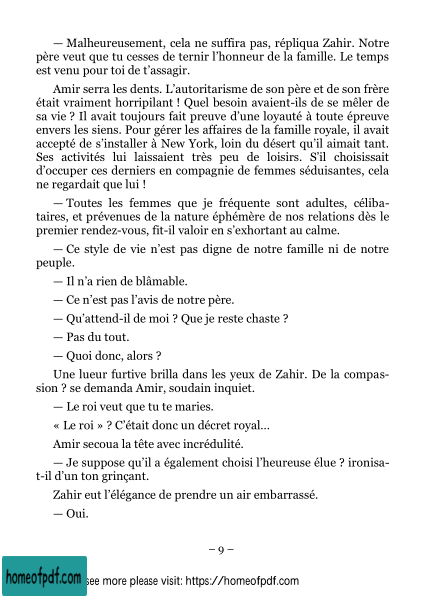 — Malheureusement, cela ne suffira pas, répliqua Zahir. Notre
père veut que tu cesses de ternir l'honneur de la famille. Le temps
est venu pour toi de t'assagir.
Amir serra les dents. L'autoritarisme de son père et de son frère
était vraiment horripilant ! Quel besoin avaient-ils de se mêler de
sa vie ? Il avait toujours fait preuve d'une loyauté à toute épreuve
envers les siens. Pour gérer les affaires de la famille royale, il avait
accepté de s'installer à New York, loin du désert qu'il aimait tant.
Ses activités lui laissaient très peu de loisirs. S'il choisissait
d'occuper ces derniers en compagnie de femmes séduisantes, cela
ne regardait que lui !
— Toutes les femmes que je fréquente sont adultes, céliba-
taires, et prévenues de la nature éphémère de nos relations dès le
premier rendez-vous, fit-il valoir en s'exhortant au calme.
— Ce style de vie n'est pas digne de notre famille ni de notre
peuple.
— Il n'a rien de blâmable.
— Ce n'est pas l'avis de notre père.
— Qu'attend-il de moi ? Que je reste chaste ?
— Pas du tout.
— Quoi donc, alors ?
Une lueur furtive brilla dans les yeux de Zahir. De la compas-
sion ? se demanda Amir, soudain inquiet.
— Le roi veut que tu te maries.
« Le roi » ? C'était donc un décret royal…
Amir secoua la tête avec incrédulité.
— Je suppose qu'il a également choisi l'heureuse élue ? ironisa-
t-il d'un ton grinçant.
Zahir eut l'élégance de prendre un air embarrassé.
— Oui.
– 9 –
homeofpdf.com
see more please visit: https://homeofpdf.com